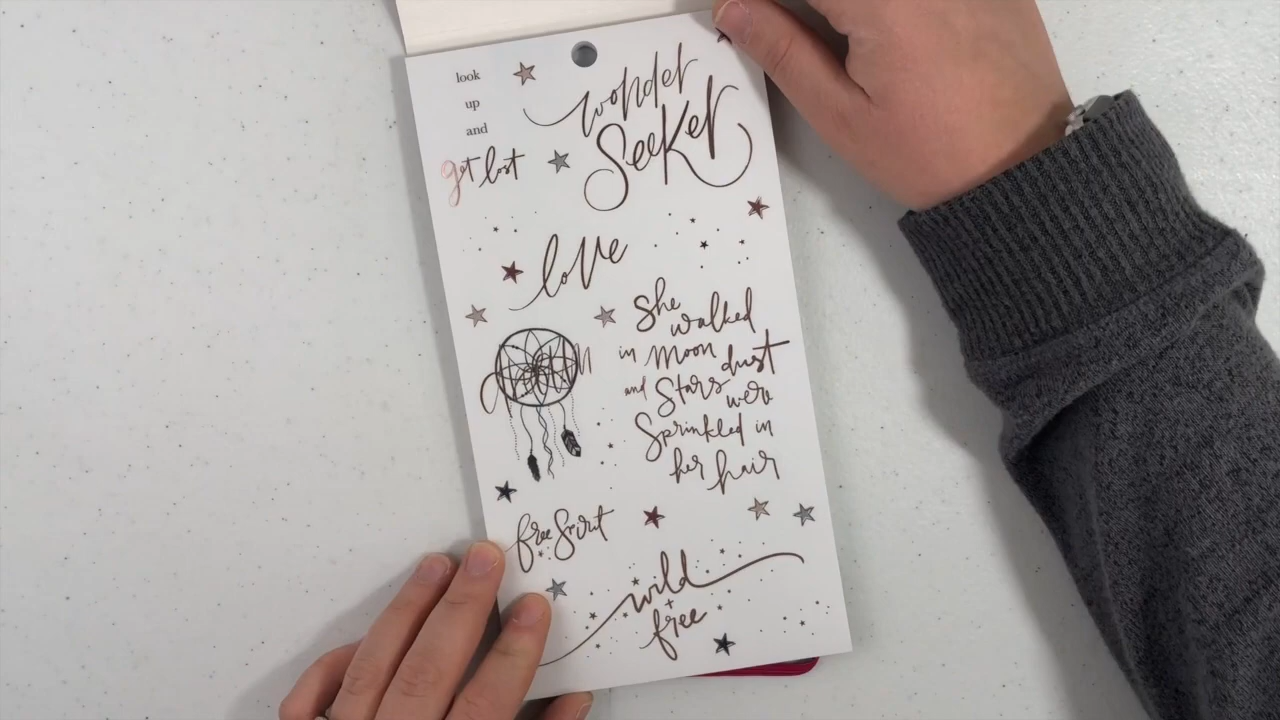 look
up
and
get lost
wonder
Seeker
love
She
walked
in Moon dust
and Stars were
Sprinkled in
her hair
free Spirit
wild
+
free